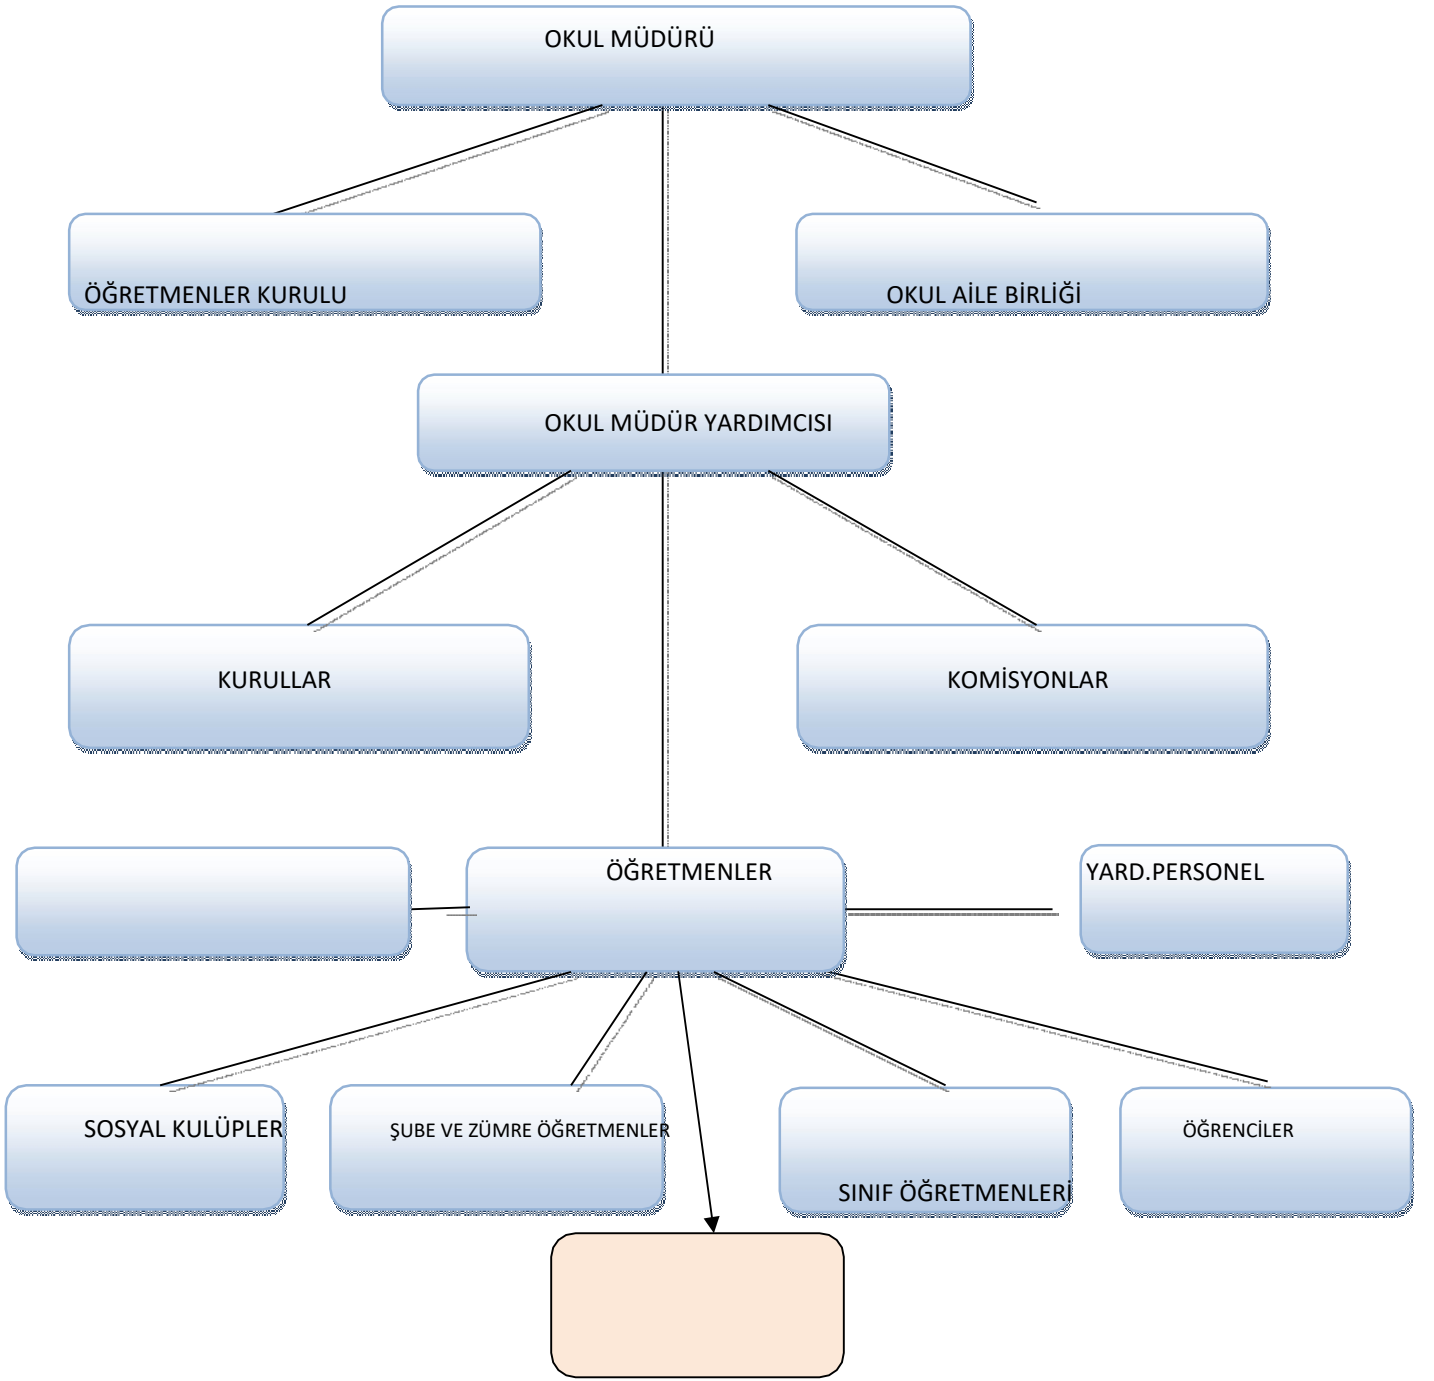 OKUL MÜDÜRÜ
ÖĞRETMENLER KURULU
OKUL AİLE BİRLİĞİ
OKUL MÜDÜR YARDIMCISI
KURULLAR
KOMİSYONLAR
ÖĞRETMENLER
YARD.PERSONEL
SOSYAL KULÜPLER
ŞUBE VE ZÜMRE ÖĞRETMENLER
SINIF ÖĞRETMENLERİ
ÖĞRENCİLER